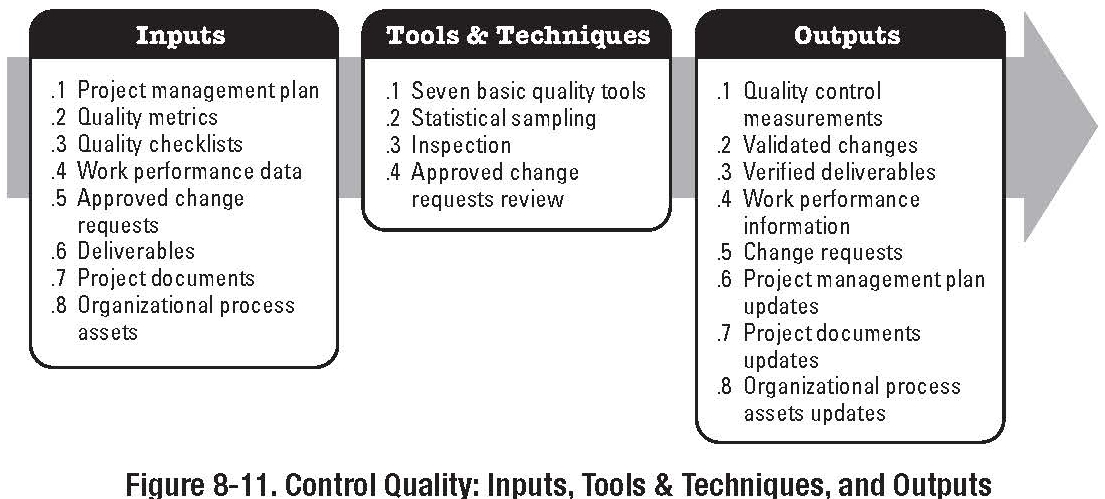 Inputs
.1 Project management plan
.2 Quality metrics
.3 Quality checklists
.4 Work performance data
.5 Approved change
requests
.6 Deliverables
.7 Project documents
.8 Organizational process
assets
Tools & Techniques
.1 Seven basic quality tools
.2 Statistical sampling
.3 Inspection
.4 Approved change
requests review
Outputs
.1 Quality control
measurements
.2 Validated changes
.3 Verified deliverables
.4 Work performance
information
.5 Change requests
.6 Project management plan
updates
.7 Project documents
updates
.8 Organizational process
assets updates
Figure 8-11. Control Quality: Inputs, Tools & Techniques, and Outputs